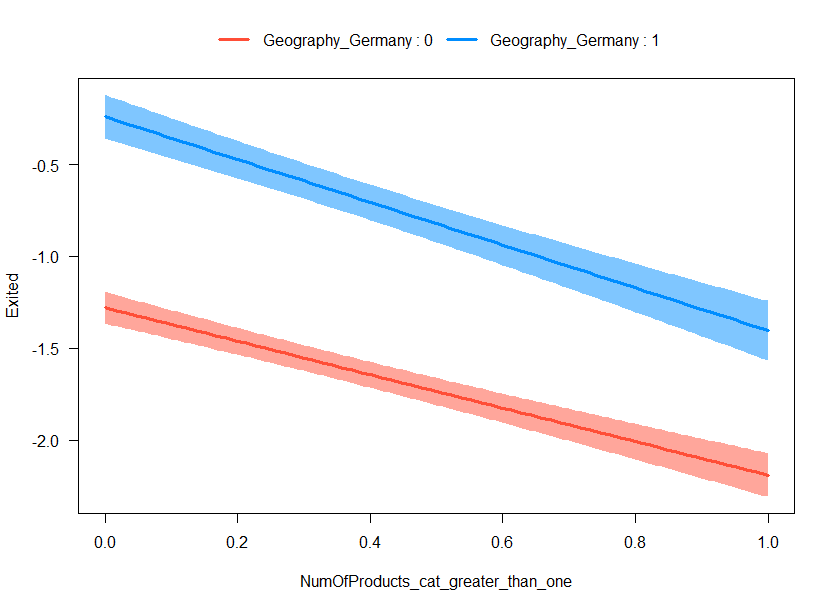 Geography_Germany : 0 Geography_Germany : 1
-0.5
-1.0
-1.5
-2.0
Exited
0.0 0.2 0.4 0.6 0.8 1.0
NumOfProducts_cat_greater_than_one